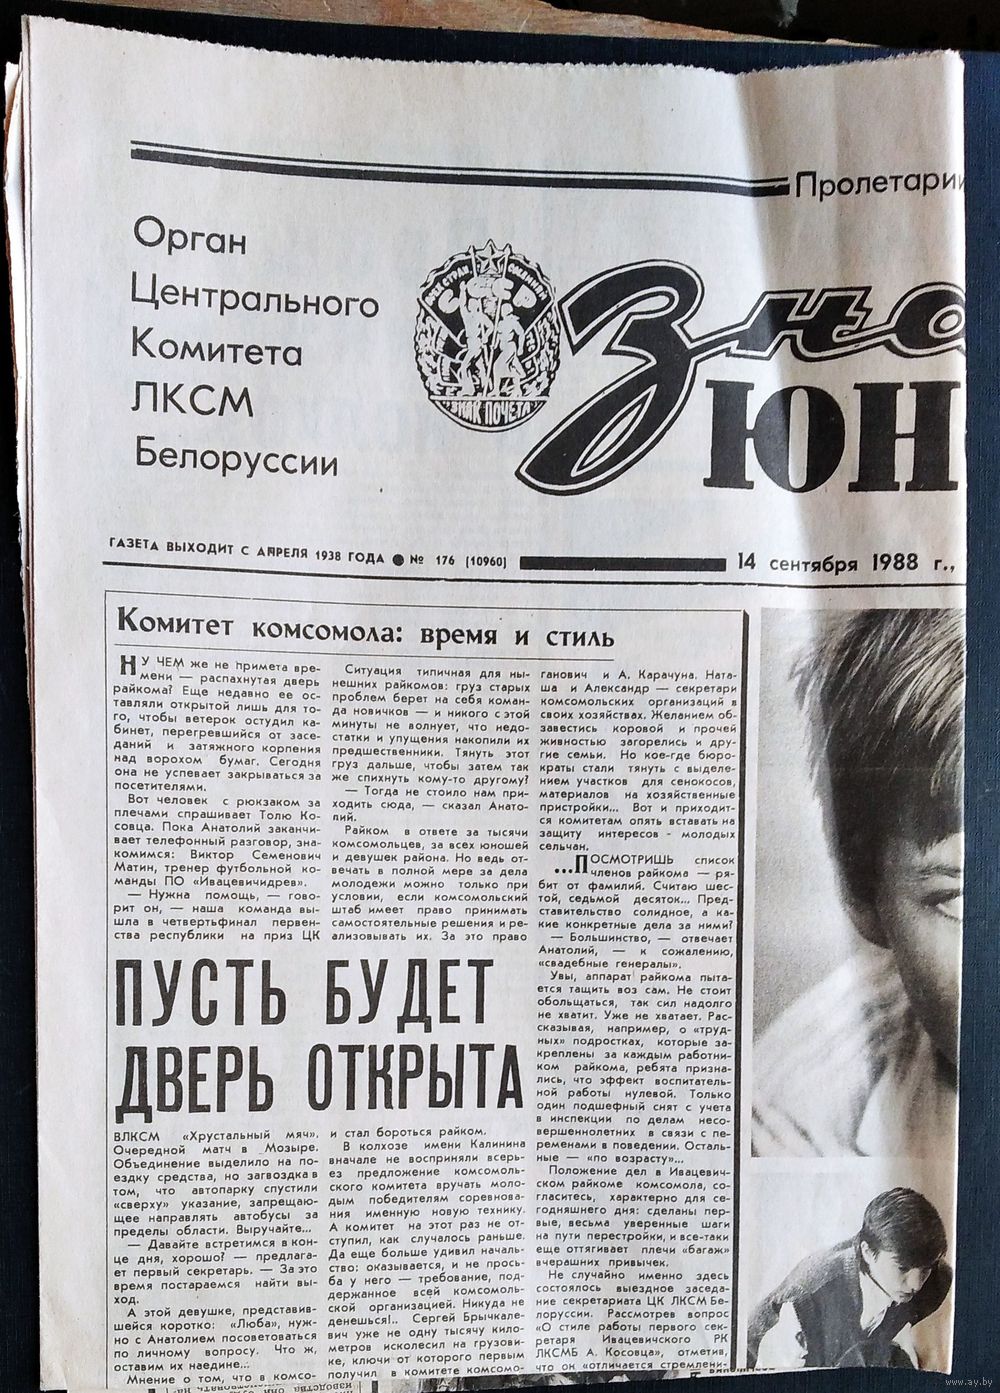 Пролетарии
Орган
Центрального
Комитета
ЛКСМ
Белоруссии
СССР
ЗНАК ПОЧЕТА
Зна
ЮН
ГАЗЕТА ВЫХОДИТ С АПРЕЛЯ 1938 ГОДА ● № 176 (10960)
14 сентября 1988 г.,
Комитет комсомола: время и стиль
НУ ЧЕМ же не примета вре-
мени — распахнутая дверь
райкома? Еще недавно ее ос-
тавляли открытой лишь для то-
го, чтобы ветерок остудил ка-
бинет, перегревшийся от засе-
даний и затяжного корпения
над ворохом бумаг. Сегодня
она не успевает закрываться за
посетителями.
Вот человек с рюкзаком за
плечами спрашивает Толю Ко-
совца. Пока Анатолий заканчи-
вает телефонный разговор, зна-
комимся: Виктор Семенович
Матин, тренер футбольной ко-
манды ПО «Ивацевичидрев».
— Нужна помощь, — гово-
рит он, — наша команда вы-
шла в четвертьфинал первен-
ства республики на приз ЦК
ПУСТЬ БУДЕТ
ДВЕРЬ ОТКРЫТА
ВЛКСМ «Хрустальный мяч».
Очередной матч в Мозыре.
Объединение выделило на по-
ездку средства, но загвоздка в
том, что автопарку спустили
«сверху» указание, запрещаю-
щее направлять автобусы за
пределы области. Выручайте...
— Давайте встретимся в кон-
це дня, хорошо? — предлага-
ет первый секретарь. — За это
время постараемся найти вы-
ход.
А этой девушке, представив-
шейся коротко: «Люба», нуж-
но с Анатолием посоветоваться
по личному вопросу. Что ж,
оставим их наедине...
Мнение о том, что в комсо-
Ситуация типичная для ны-
нешних райкомов: груз старых
проблем берет на себя коман-
да новичков — и никого с этой
минуты не волнует, что недо-
статки и упущения накопили их
предшественники. Тянуть этот
груз дальше, чтобы затем так
же спихнуть кому-то другому?
— Тогда не стоило нам при-
ходить сюда, — сказал Анато-
лий.
Райком в ответе за тысячи
комсомольцев, за всех юношей
и девушек района. Но ведь от-
вечать в полной мере за дела
молодежи можно только при
условии, если комсомольский
штаб имеет право принимать
самостоятельные решения и ре-
ализовывать их. За это право
и стал бороться райком.
В колхозе имени Калинина
вначале не восприняли всерь-
ез предложение комсомоль-
ского комитета вручать моло-
дым победителям соревнова-
ния именную новую технику.
А комитет на этот раз не от-
ступил, как случалось раньше.
Да еще больше удивил началь-
ство: оказывается, и не прось-
ба у него — требование, под-
держанное всей комсомоль-
ской организацией. Никуда не
денешься!.. Сергей Брычкале-
вич уже не одну тысячу кило-
метров исколесил на грузови-
ке, ключи от которого первым
получил в комитете комсомо-
ганович и А. Карачуна. Ната-
ша и Александр — секретари
комсомольских организаций в
своих хозяйствах. Желанием об-
завестись коровой и прочей
живностью загорелись и дру-
гие семьи. Но кое-где бюро-
краты стали тянуть с выделе-
нием участков для сенокосов,
материалов на хозяйственные
пристройки... Вот и приходит-
ся комитетам опять вставать на
защиту интересов - молодых
сельчан.
...ПОСМОТРИШЬ список
членов райкома — ря-
бит от фамилий. Считаю шес-
той, седьмой десяток... Пред-
ставительство солидное, а ка-
кие конкретные дела за ними?
— Большинство, — отвечает
Анатолий, — к сожалению,
«свадебные генералы».
Увы, аппарат райкома пыта-
ется тащить воз сам. Не стоит
обольщаться, так сил надолго
не хватит. Уже не хватает. Рас-
сказывая, например, о «труд-
ных» подростках, которые за-
креплены за каждым работни-
ком райкома, ребята призна-
лись, что эффект воспитатель-
ной работы нулевой. Только
один подшефный снят с учета
в инспекции по делам несо-
вершеннолетних в связи с пе-
ременами в поведении. Осталь-
ные — «по возрасту»...
Положение дел в Ивацевич-
ском райкоме комсомола, со-
гласитесь, характерно для се-
годняшнего дня: сделаны пер-
вые, весьма уверенные шаги
на пути перестройки, и все-таки
еще оттягивает плечи «багаж»
вчерашних привычек.
Не случайно именно здесь
состоялось выездное заседа-
ние секретариата ЦК ЛКСМ Бе-
лоруссии. Рассмотрев вопрос
«О стиле работы первого сек-
ретаря Ивацевичского РК
ЛКСМБ А. Косовца», отметив,
что он «отличается стремлени-
www.ay.by